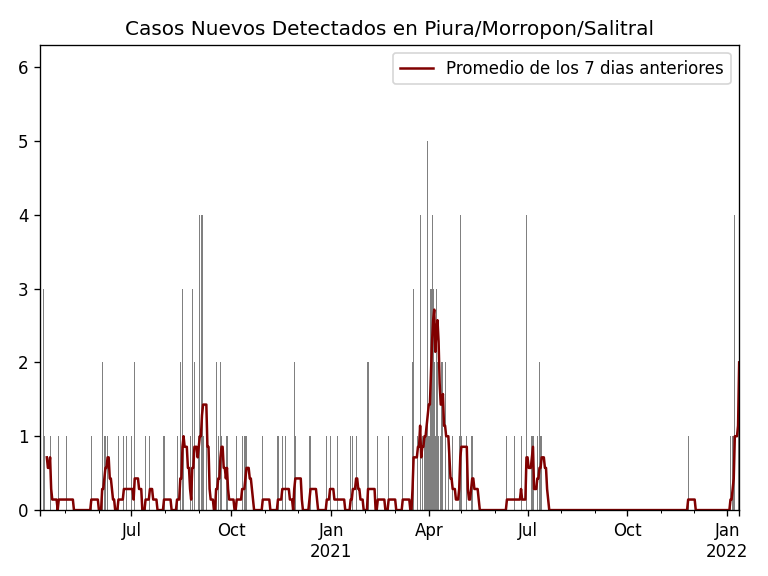 Casos Nuevos Detectados en Piura/Morropon/Salitral
Promedio de los 7 dias anteriores
6
5
4
3
2
1
0
Jul
Oct
Jan
2021
Apr
Jul
Oct
Jan
2022